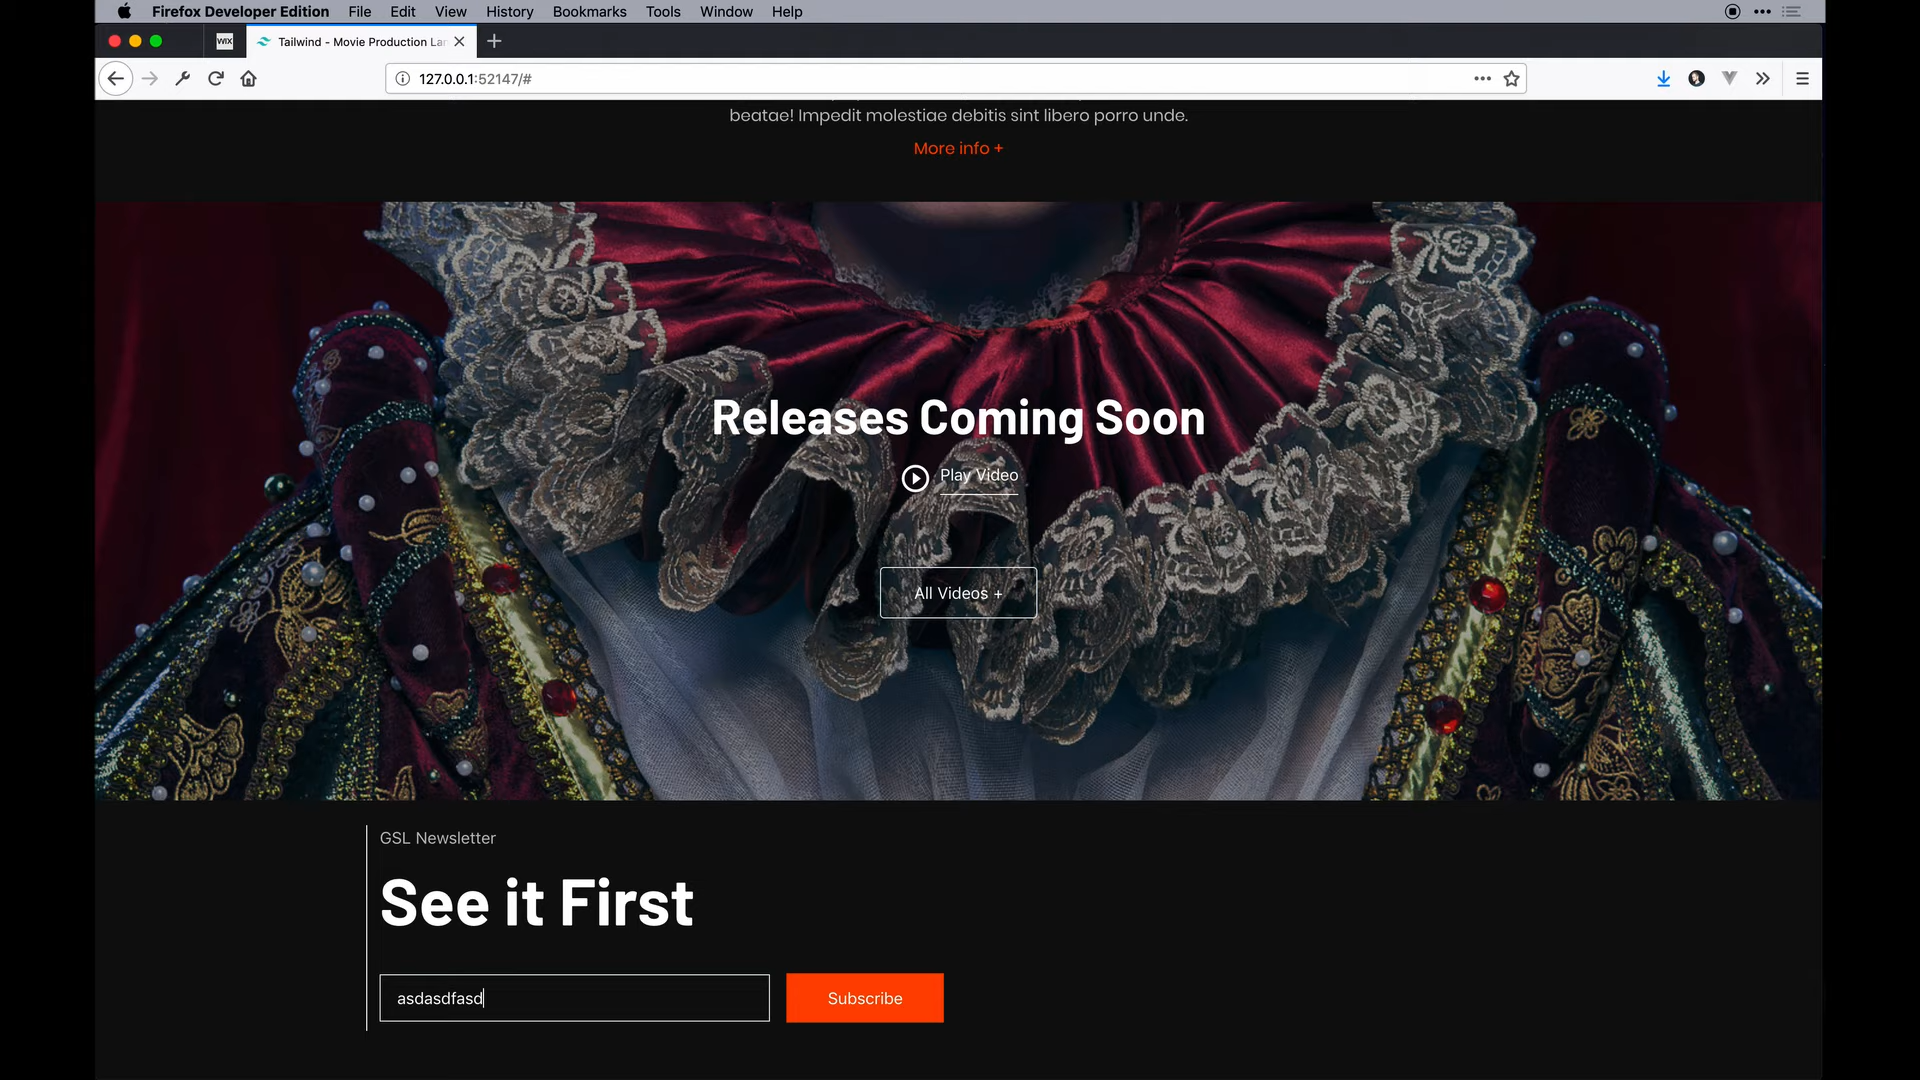 Firefox Developer Edition File Edit View History Bookmarks Tools Window Help
WIX Tailwind - Movie Production Lan
127.0.0.1:52147/#
beatae! Impedit molestiae debitis sint libero porro unde.
More info +
Releases Coming Soon
Play Video
All Videos +
GSL Newsletter
See it First
asdasdfasd
Subscribe